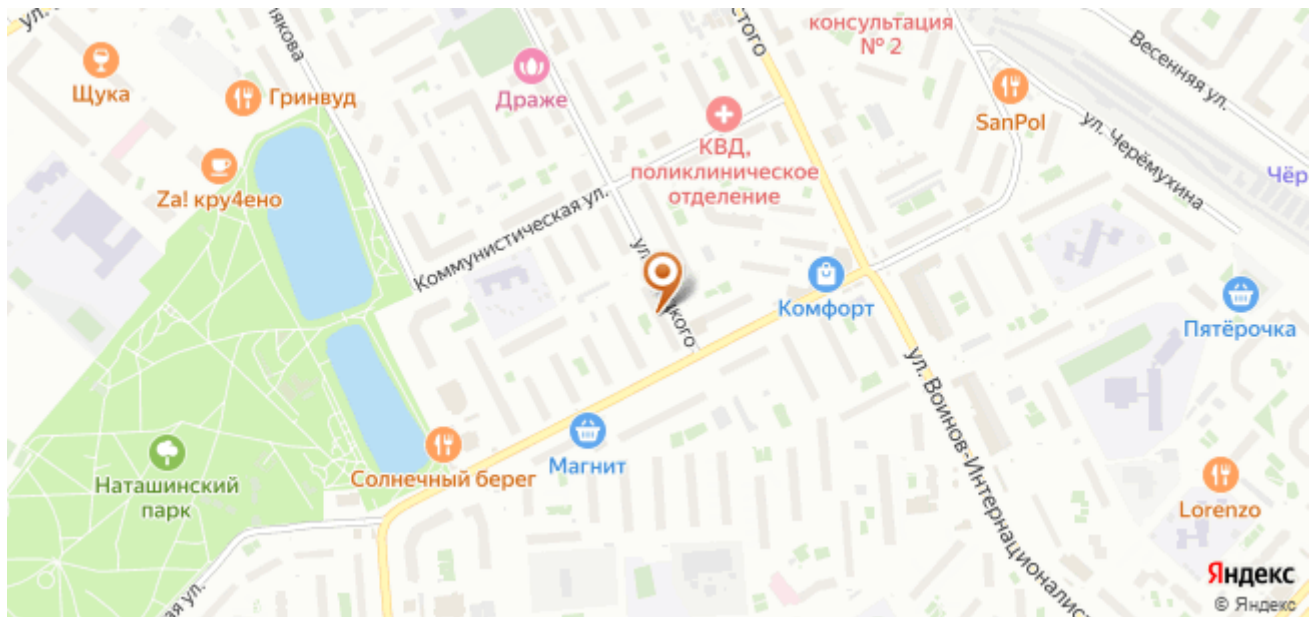 консультация
№ 2
Весенняя ул.
Щука
Гринвуд
Драже
SanPol
ул. Черёмухина
КВД,
поликлиническое
отделение
Za! кру4ено
Коммунистическая ул.
Комфорт
Пятёрочка
ул. Воинов-Интернационалис
Солнечный берег
Магнит
Наташинский
парк
Lorenzo
Яндекс
© Яндекс